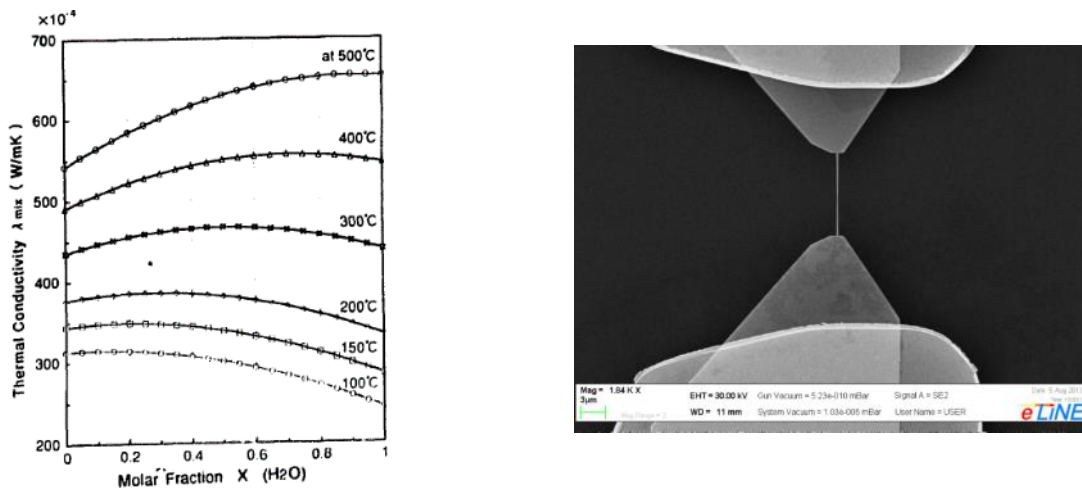 ×10⁻⁴
700
600
500
400
300
200
Thermal Conductivity λ mix ( W/mK )
at 500℃
400℃
300℃
200℃
150℃
100℃
0 0.2 0.4 0.6 0.8 1
Molar Fraction X (H2O)
Mag = 1.84 K X
3µm
EHT = 30.00 kV
WD = 11 mm
Gun Vacuum = 5.23e-010 mBar
System Vacuum = 1.03e-005 mBar
Signal A = SE2
User Name = USER
eLiNE